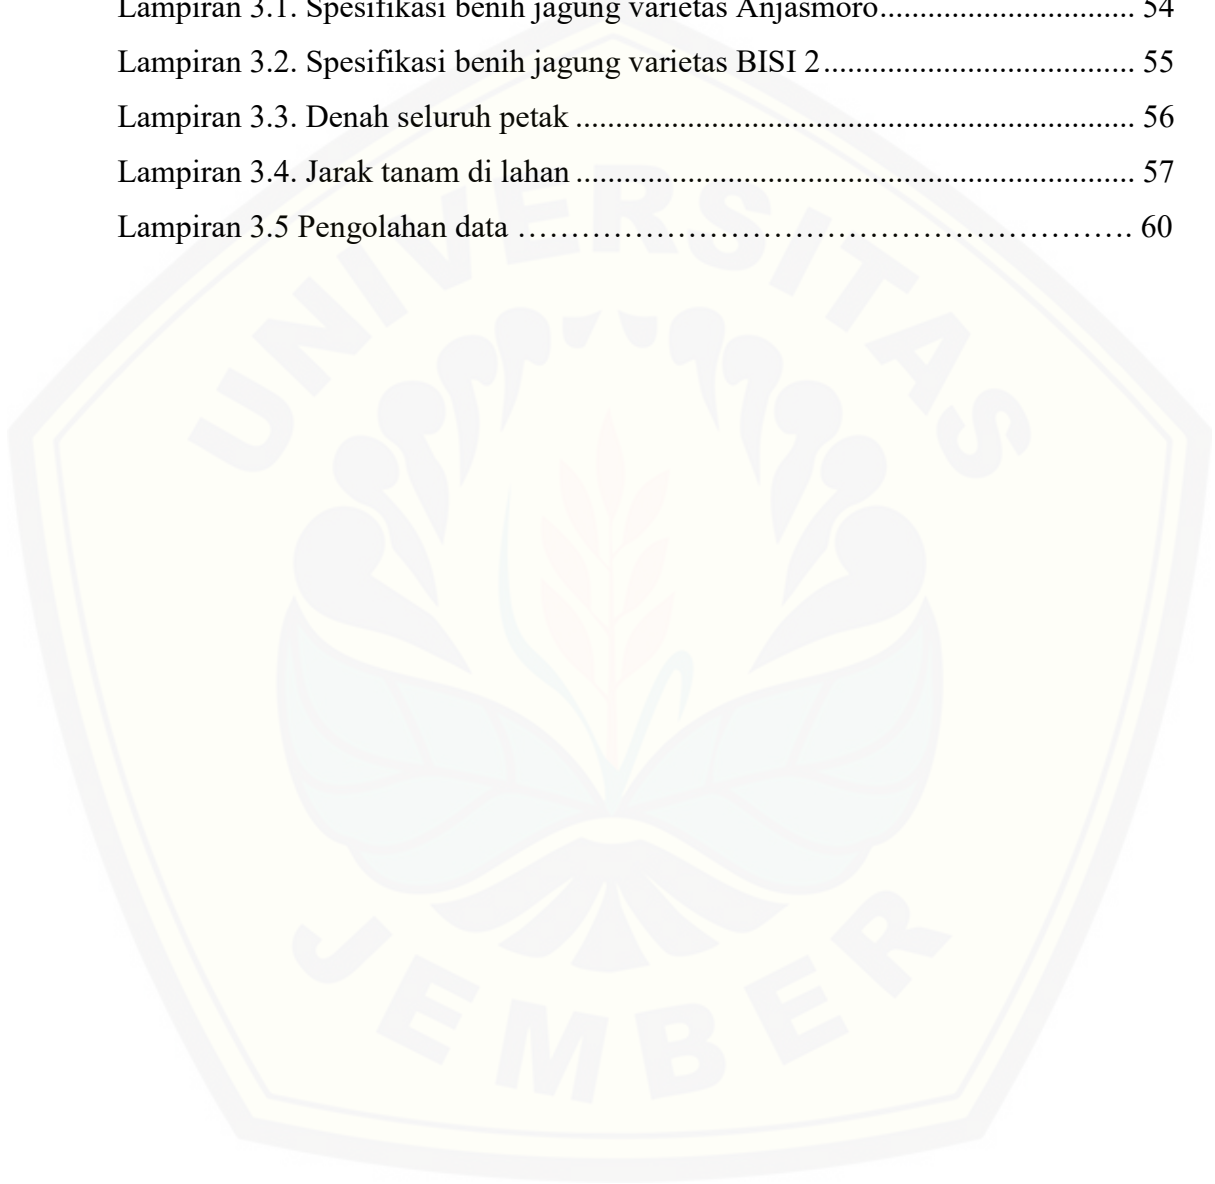 Lampiran 3.1. Spesifikasi benih jagung varietas Anjasmoro................................ 54
Lampiran 3.2. Spesifikasi benih jagung varietas BISI 2....................................... 55
Lampiran 3.3. Denah seluruh petak ...................................................................... 56
Lampiran 3.4. Jarak tanam di lahan ...................................................................... 57
Lampiran 3.5 Pengolahan data …………………………………………………. 60
UNIVERSITAS
JEMBER